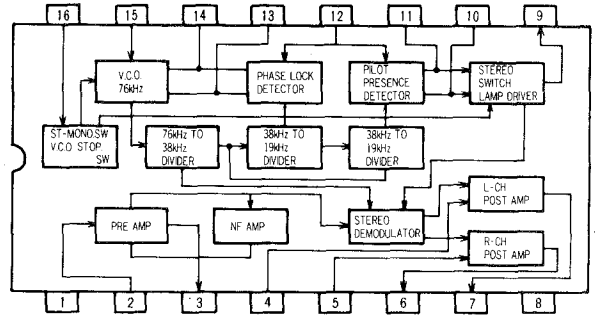 16 15 14 13 12 11 10 9
V.C.O.
76kHz
PHASE LOCK
DETECTOR
PILOT
PRESENCE
DETECTOR
STEREO
SWITCH
LAMP DRIVER
ST-MONO.SW
V.C.O STOP.
SW
76kHz TO
38kHz
DIVIDER
38kHz TO
19kHz
DIVIDER
38kHz TO
19kHz
DIVIDER
PRE AMP
NF AMP
STEREO
DEMODULATOR
L-CH
POST AMP
R-CH
POST AMP
1 2 3 4 5 6 7 8